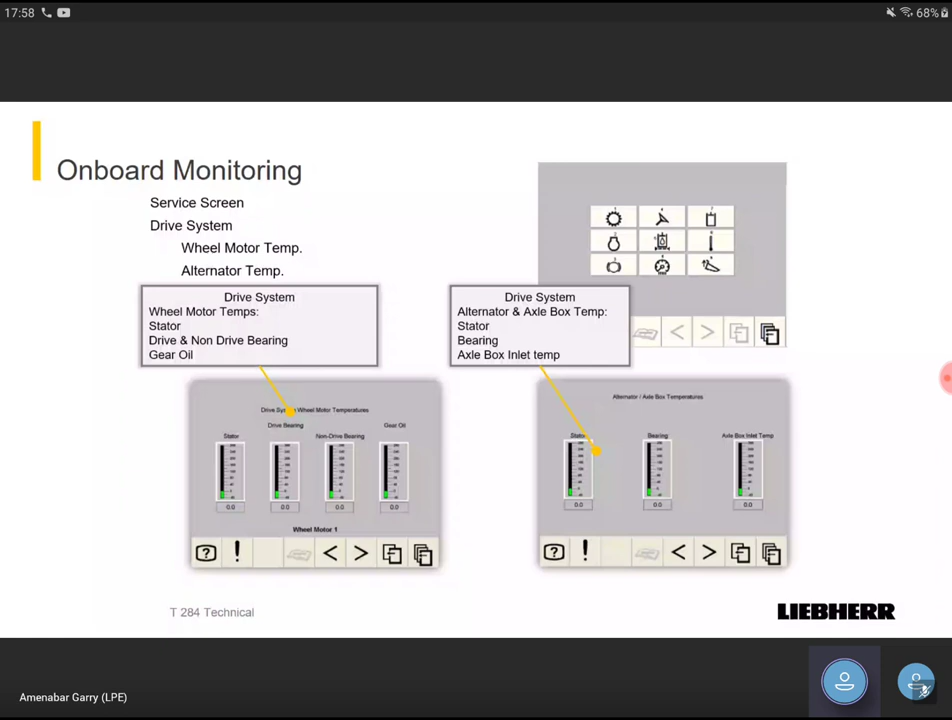 17:58
68%
Onboard Monitoring
Service Screen
Drive System
Wheel Motor Temp.
Alternator Temp.
Drive System
Wheel Motor Temps:
Stator
Drive & Non Drive Bearing
Gear Oil
Drive System
Alternator & Axle Box Temp:
Stator
Bearing
Axle Box Inlet temp
Wheel Motor Temperatures
Drive Bearing
Gear Oil
Stator
Non-Drive Bearing
0.0 0.0 0.0 0.0
Wheel Motor 1
Alternator / Axle Box Temperatures
Stator Bearing Axle Box Inlet Temp
0.0 0.0 0.0
T 284 Technical
LIEBHERR
Amenabar Garry (LPE)